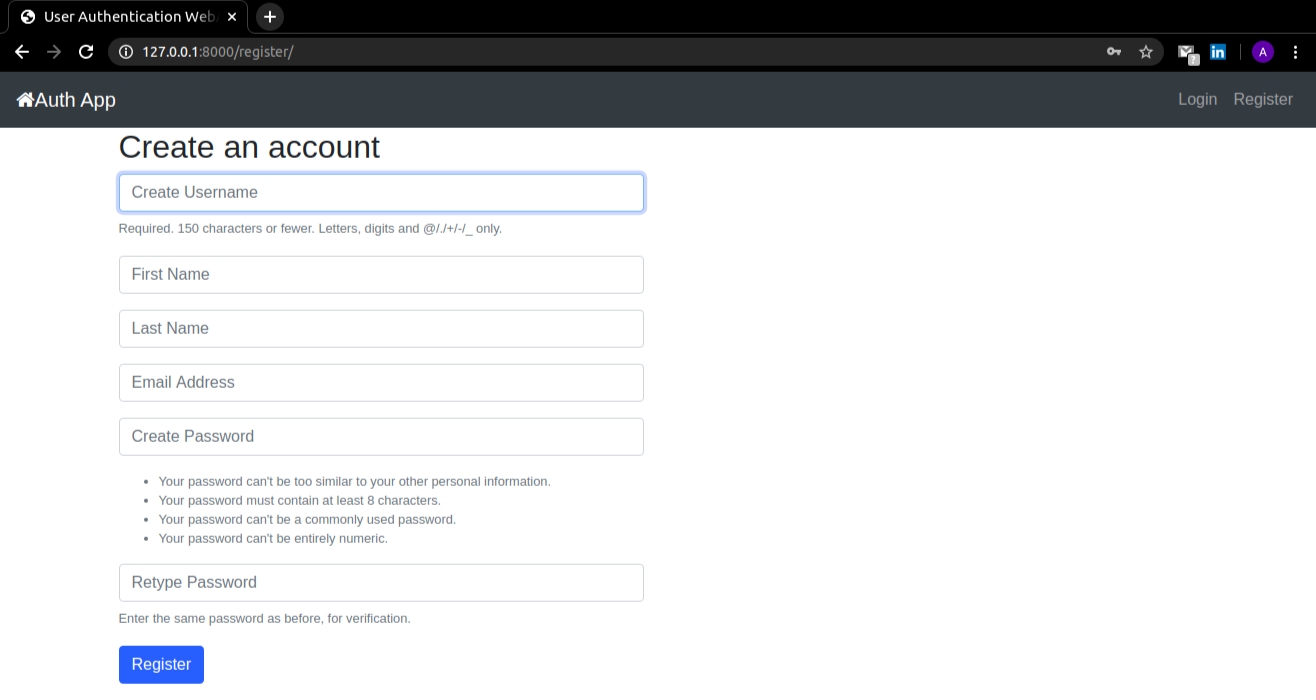 User Authentication Web
127.0.0.1:8000/register/
A
Auth App
Login Register
Create an account
Create Username
Required. 150 characters or fewer. Letters, digits and @/./+/-/_ only.
First Name
Last Name
Email Address
Create Password
• Your password can't be too similar to your other personal information.
• Your password must contain at least 8 characters.
• Your password can't be a commonly used password.
• Your password can't be entirely numeric.
Retype Password
Enter the same password as before, for verification.
Register